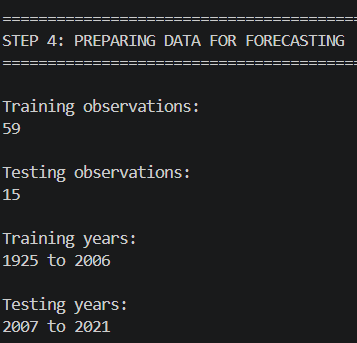 ========================================
STEP 4: PREPARING DATA FOR FORECASTING
========================================
Training observations:
59
Testing observations:
15
Training years:
1925 to 2006
Testing years:
2007 to 2021